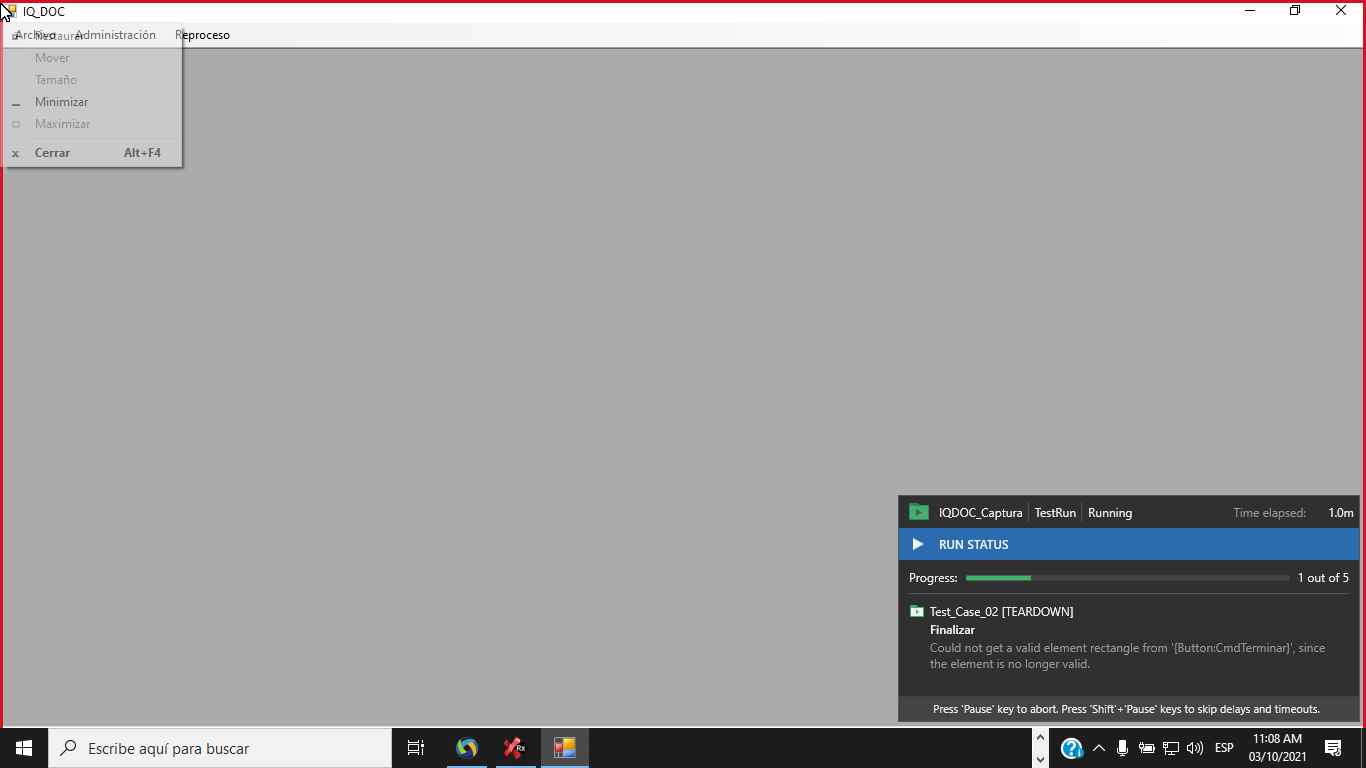 IQ_DOC
Archivo Administración Reproceso
Restaurar
Mover
Tamaño
Minimizar
Maximizar
Cerrar Alt+F4
IQDOC_Captura TestRun Running Time elapsed: 1.0m
RUN STATUS
Progress: 1 out of 5
Test_Case_02 [TEARDOWN]
Finalizar
Could not get a valid element rectangle from '{Button:CmdTerminar}', since
the element is no longer valid.
Press 'Pause' key to abort. Press 'Shift'+'Pause' keys to skip delays and timeouts.
Escribe aquí para buscar
Rx
ESP
11:08 AM
03/10/2021